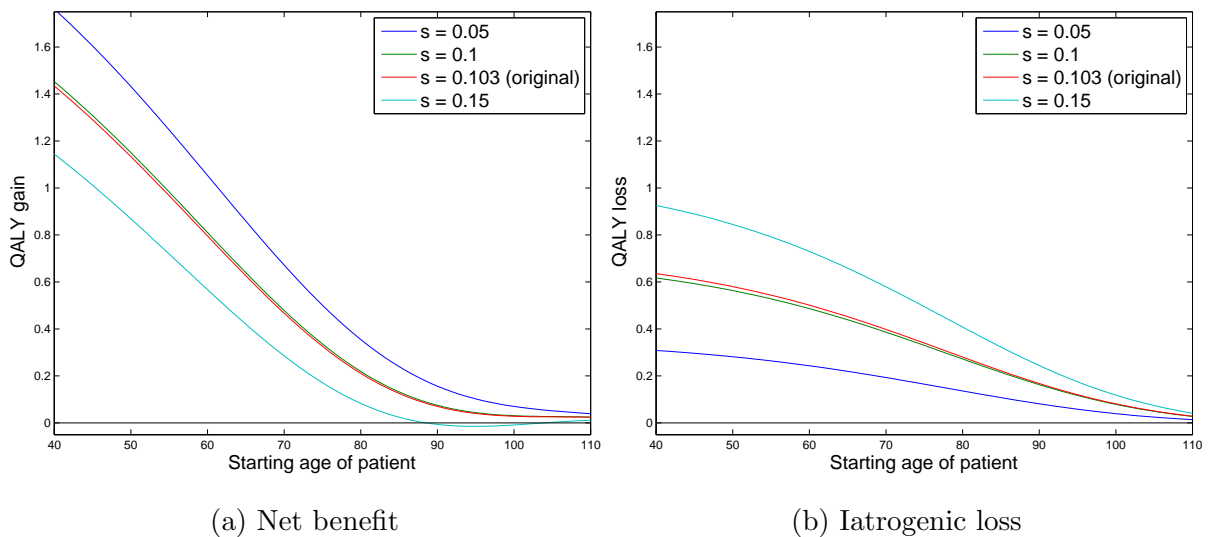 s = 0.05
s = 0.1
s = 0.103 (original)
s = 0.15
1.6
1.4
1.2
1
0.8
0.6
0.4
0.2
0
QALY gain
40 50 60 70 80 90 100 110
Starting age of patient
(a) Net benefit
s = 0.05
s = 0.1
s = 0.103 (original)
s = 0.15
1.6
1.4
1.2
1
0.8
0.6
0.4
0.2
0
QALY loss
40 50 60 70 80 90 100 110
Starting age of patient
(b) Iatrogenic loss